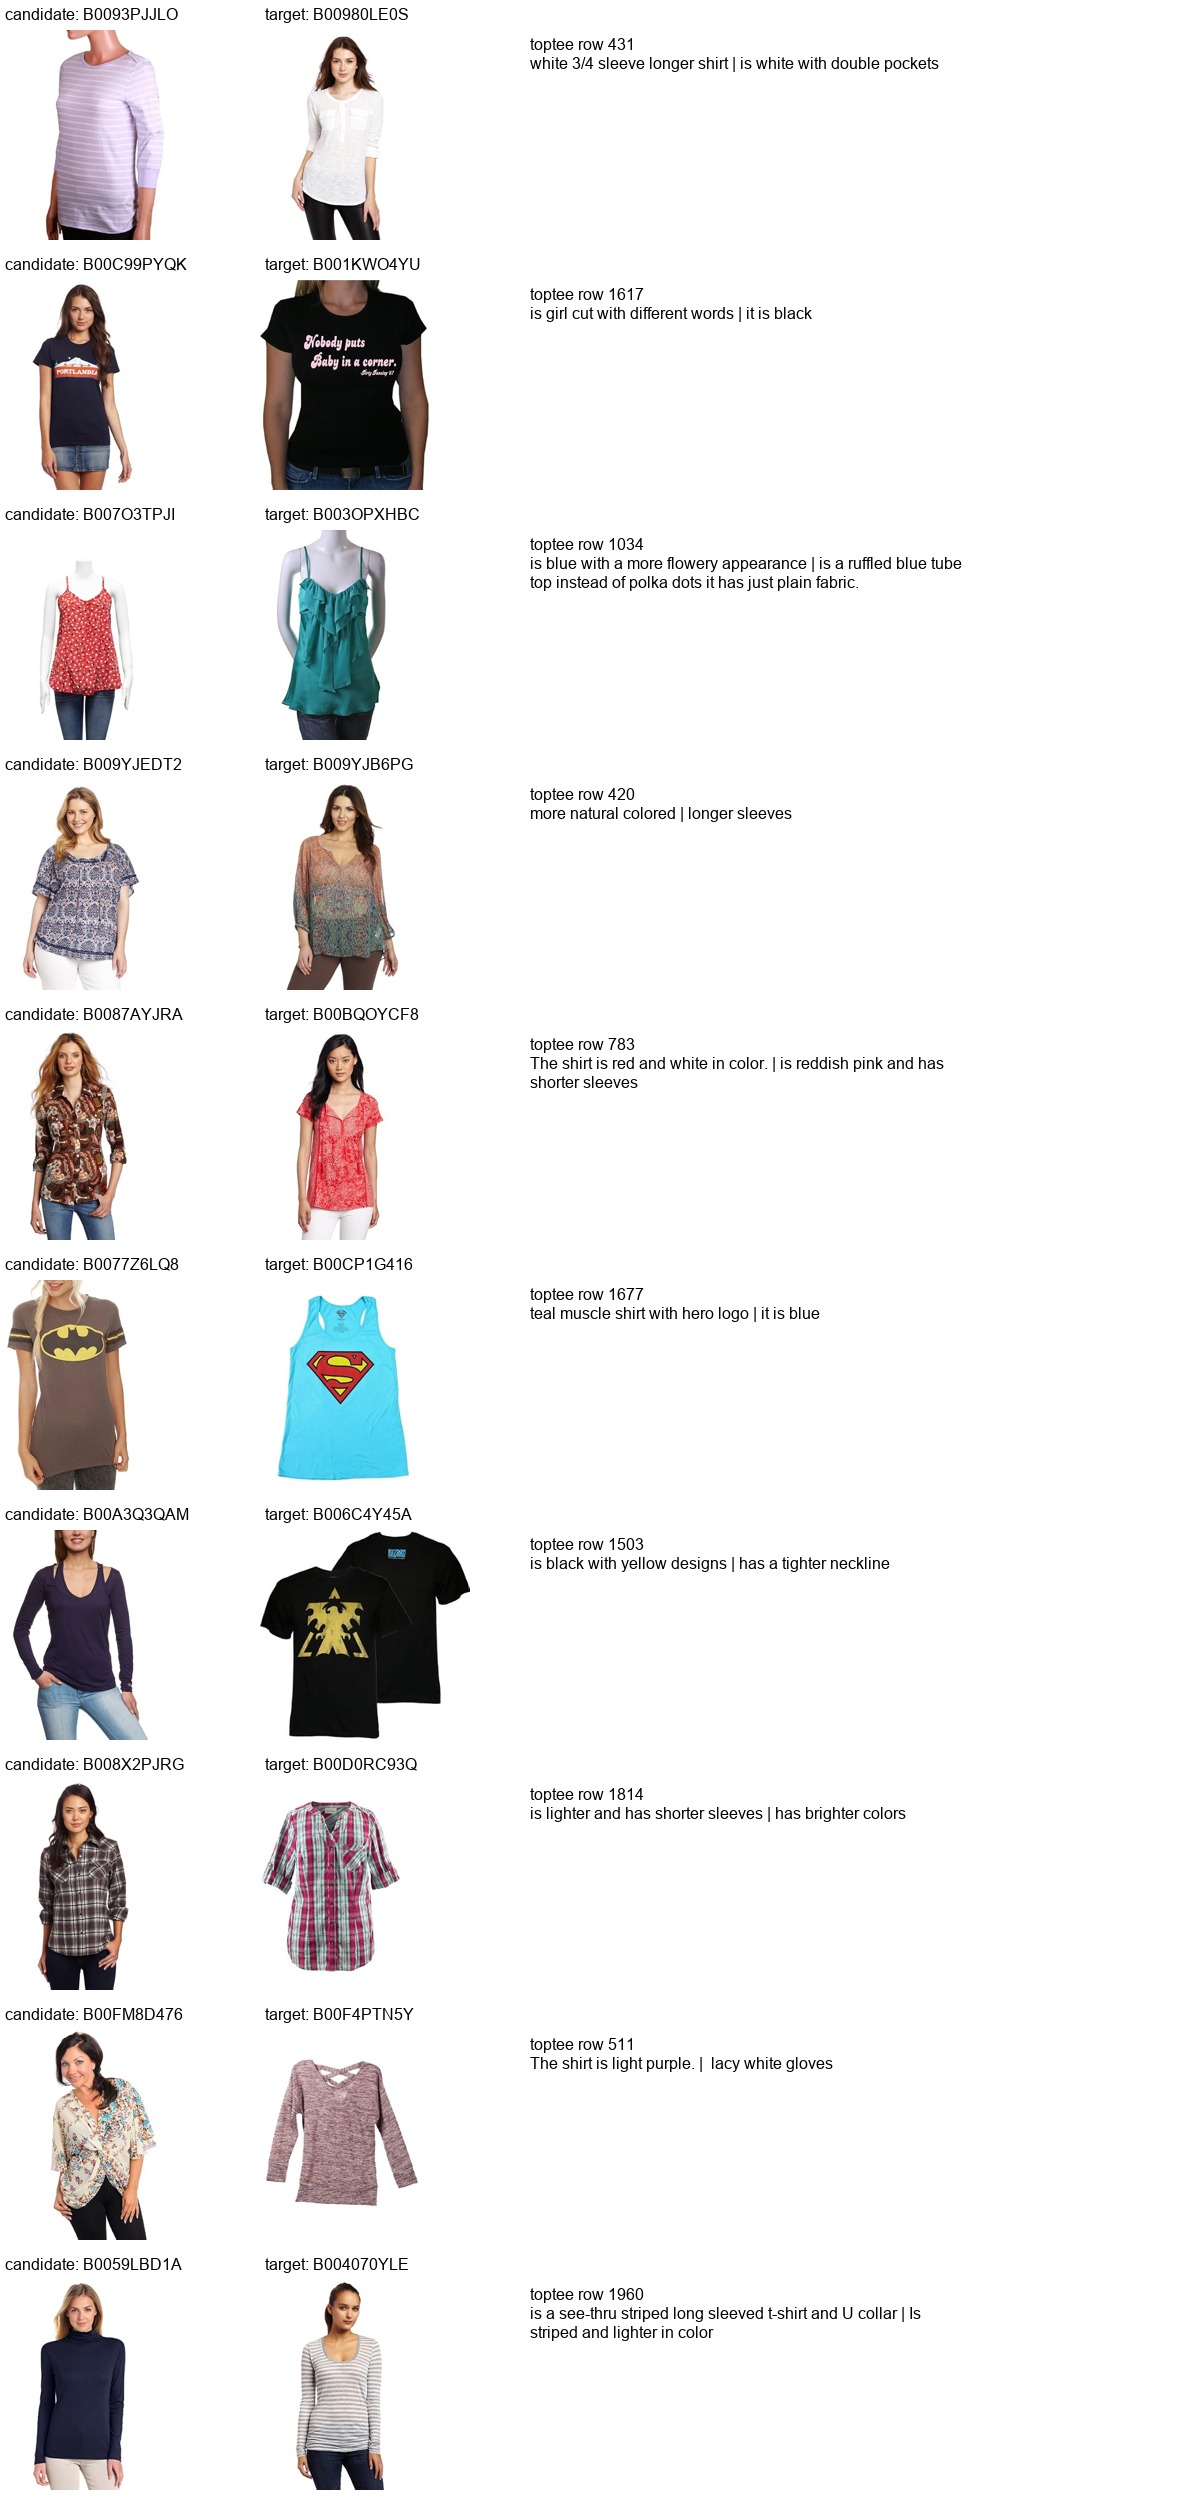 candidate: B0093PJJLO
target: B00980LE0S
toptee row 431
white 3/4 sleeve longer shirt | is white with double pockets
candidate: B00C99PYQK
target: B001KWO4YU
toptee row 1617
is girl cut with different words | it is black
PORTLANDIA
Nobody puts
Baby in a corner.
Dirty Dancing '87
candidate: B007O3TPJI
target: B003OPXHBC
toptee row 1034
is blue with a more flowery appearance | is a ruffled blue tube
top instead of polka dots it has just plain fabric.
candidate: B009YJEDT2
target: B009YJB6PG
toptee row 420
more natural colored | longer sleeves
candidate: B0087AYJRA
target: B00BQOYCF8
toptee row 783
The shirt is red and white in color. | is reddish pink and has
shorter sleeves
candidate: B0077Z6LQ8
target: B00CP1G416
toptee row 1677
teal muscle shirt with hero logo | it is blue
S
candidate: B00A3Q3QAM
target: B006C4Y45A
toptee row 1503
is black with yellow designs | has a tighter neckline
candidate: B008X2PJRG
target: B00D0RC93Q
toptee row 1814
is lighter and has shorter sleeves | has brighter colors
candidate: B00FM8D476
target: B00F4PTN5Y
toptee row 511
The shirt is light purple. |  lacy white gloves
candidate: B0059LBD1A
target: B004070YLE
toptee row 1960
is a see-thru striped long sleeved t-shirt and U collar | Is
striped and lighter in color